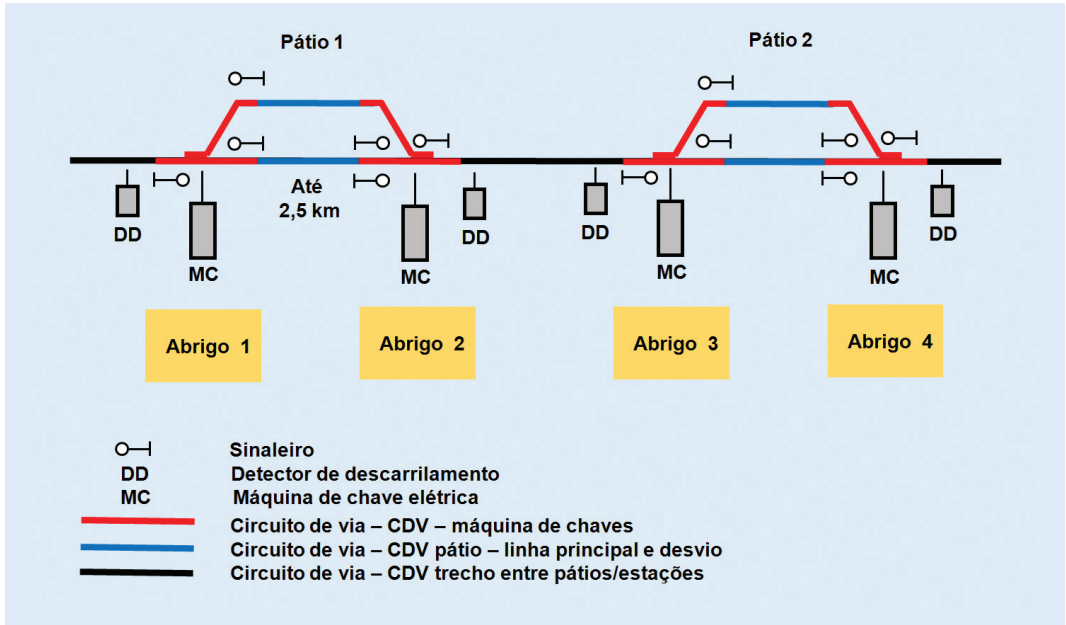 Pátio 1
Pátio 2
Até
2,5 km
DD
MC
MC
DD
DD
MC
MC
DD
Abrigo 1
Abrigo 2
Abrigo 3
Abrigo 4
Sinaleiro
DD Detector de descarrilamento
MC Máquina de chave elétrica
Circuito de via – CDV – máquina de chaves
Circuito de via – CDV pátio – linha principal e desvio
Circuito de via – CDV trecho entre pátios/estações